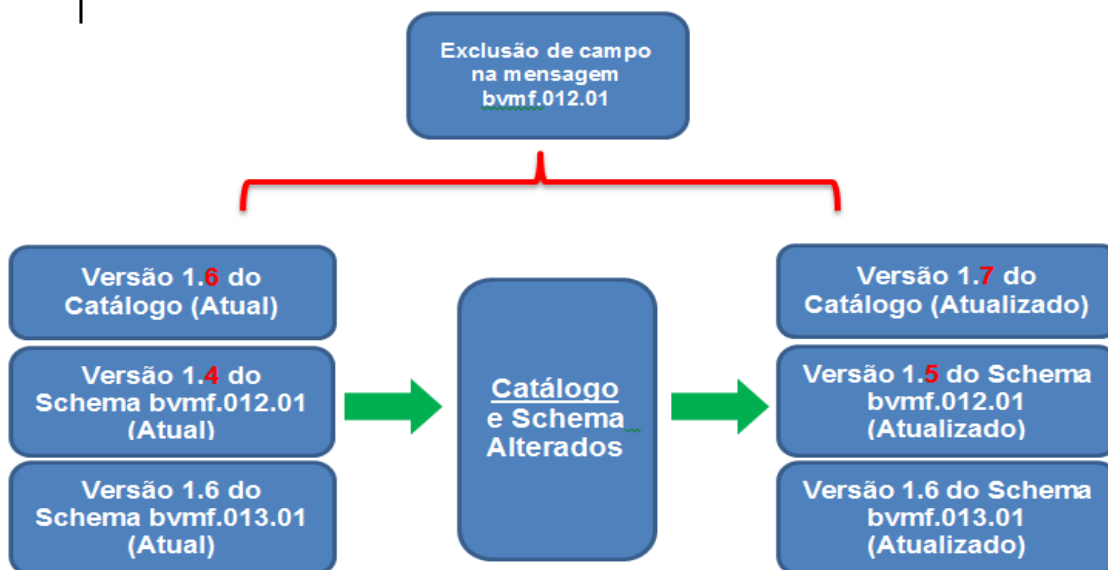 Exclusão de campo
na mensagem
bvmf.012.01
Versão 1.6 do
Catálogo (Atual)
Versão 1.4 do
Schema bvmf.012.01
(Atual)
Versão 1.6 do
Schema bvmf.013.01
(Atual)
Catálogo
e Schema
Alterados
Versão 1.7 do
Catálogo (Atualizado)
Versão 1.5 do Schema
bvmf.012.01
(Atualizado)
Versão 1.6 do Schema
bvmf.013.01
(Atualizado)